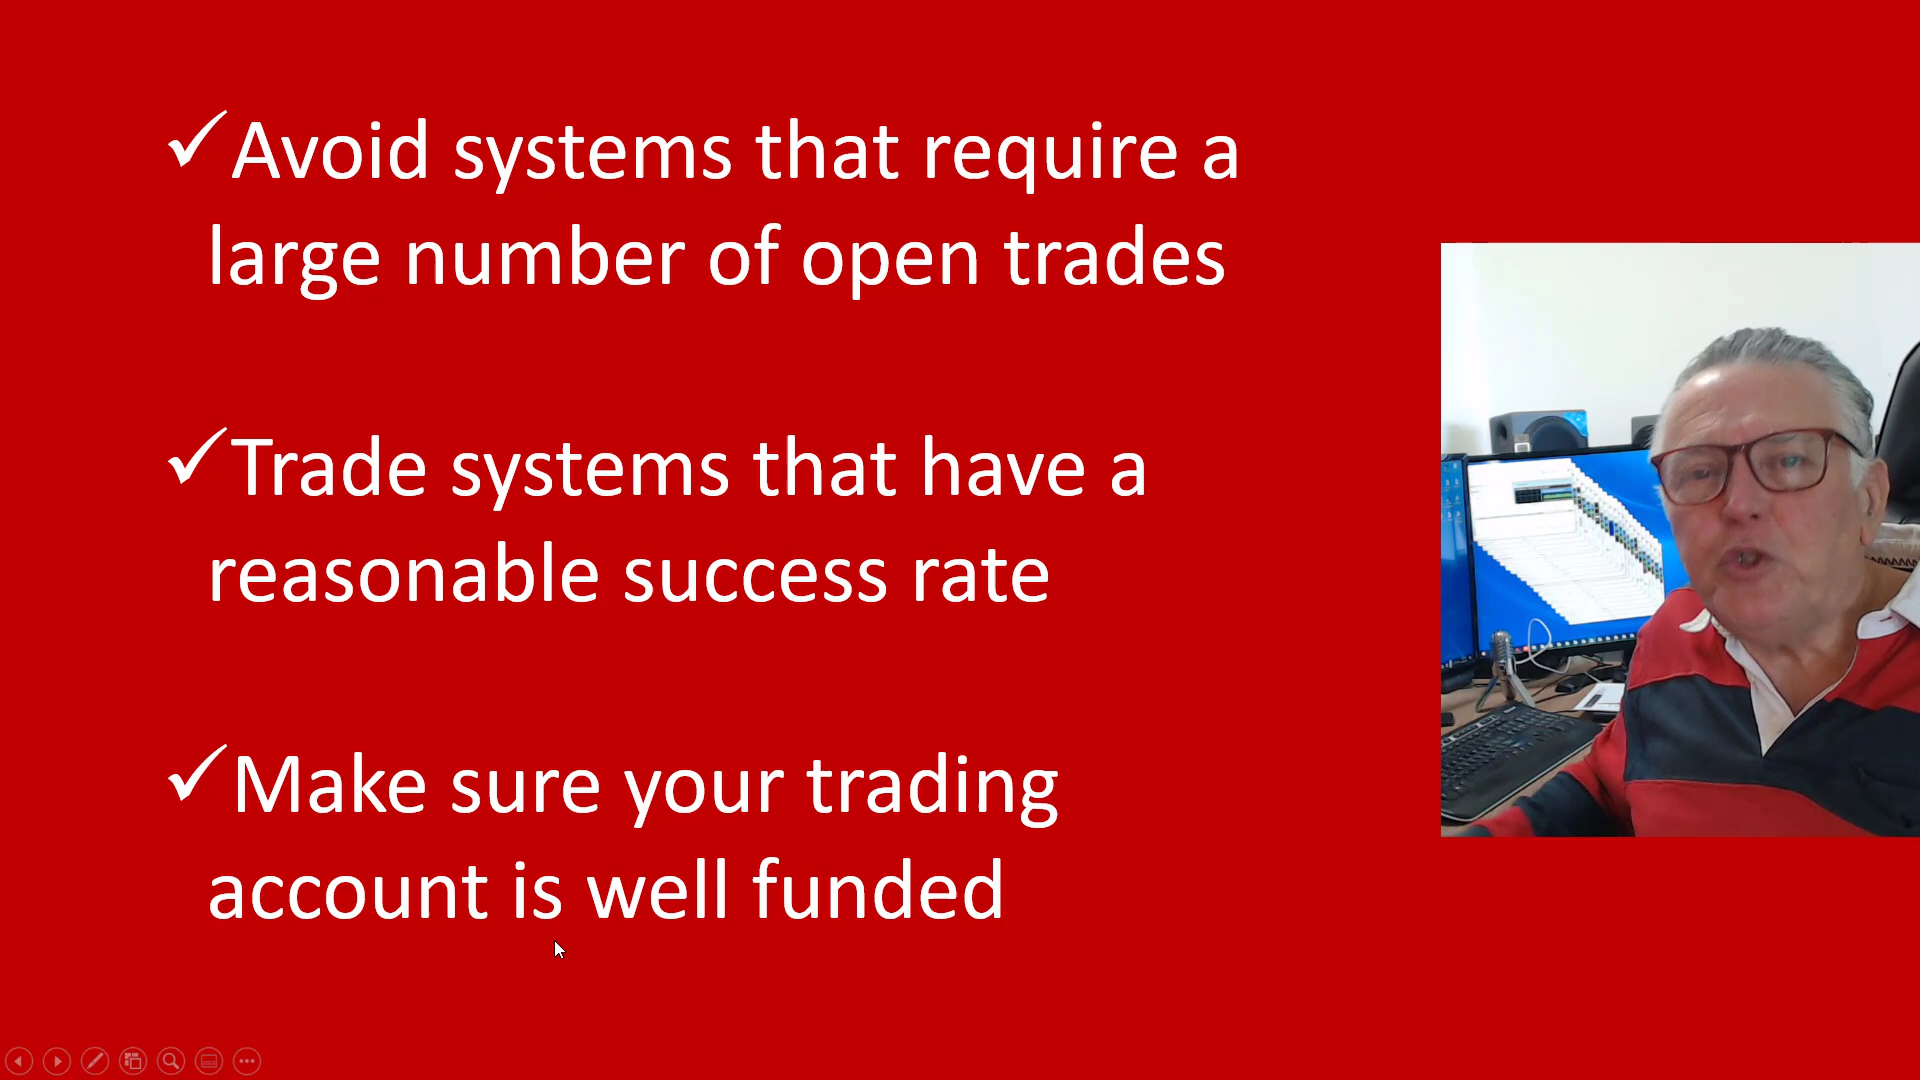 ✓Avoid systems that require a
large number of open trades
✓Trade systems that have a
reasonable success rate
✓Make sure your trading
account is well funded